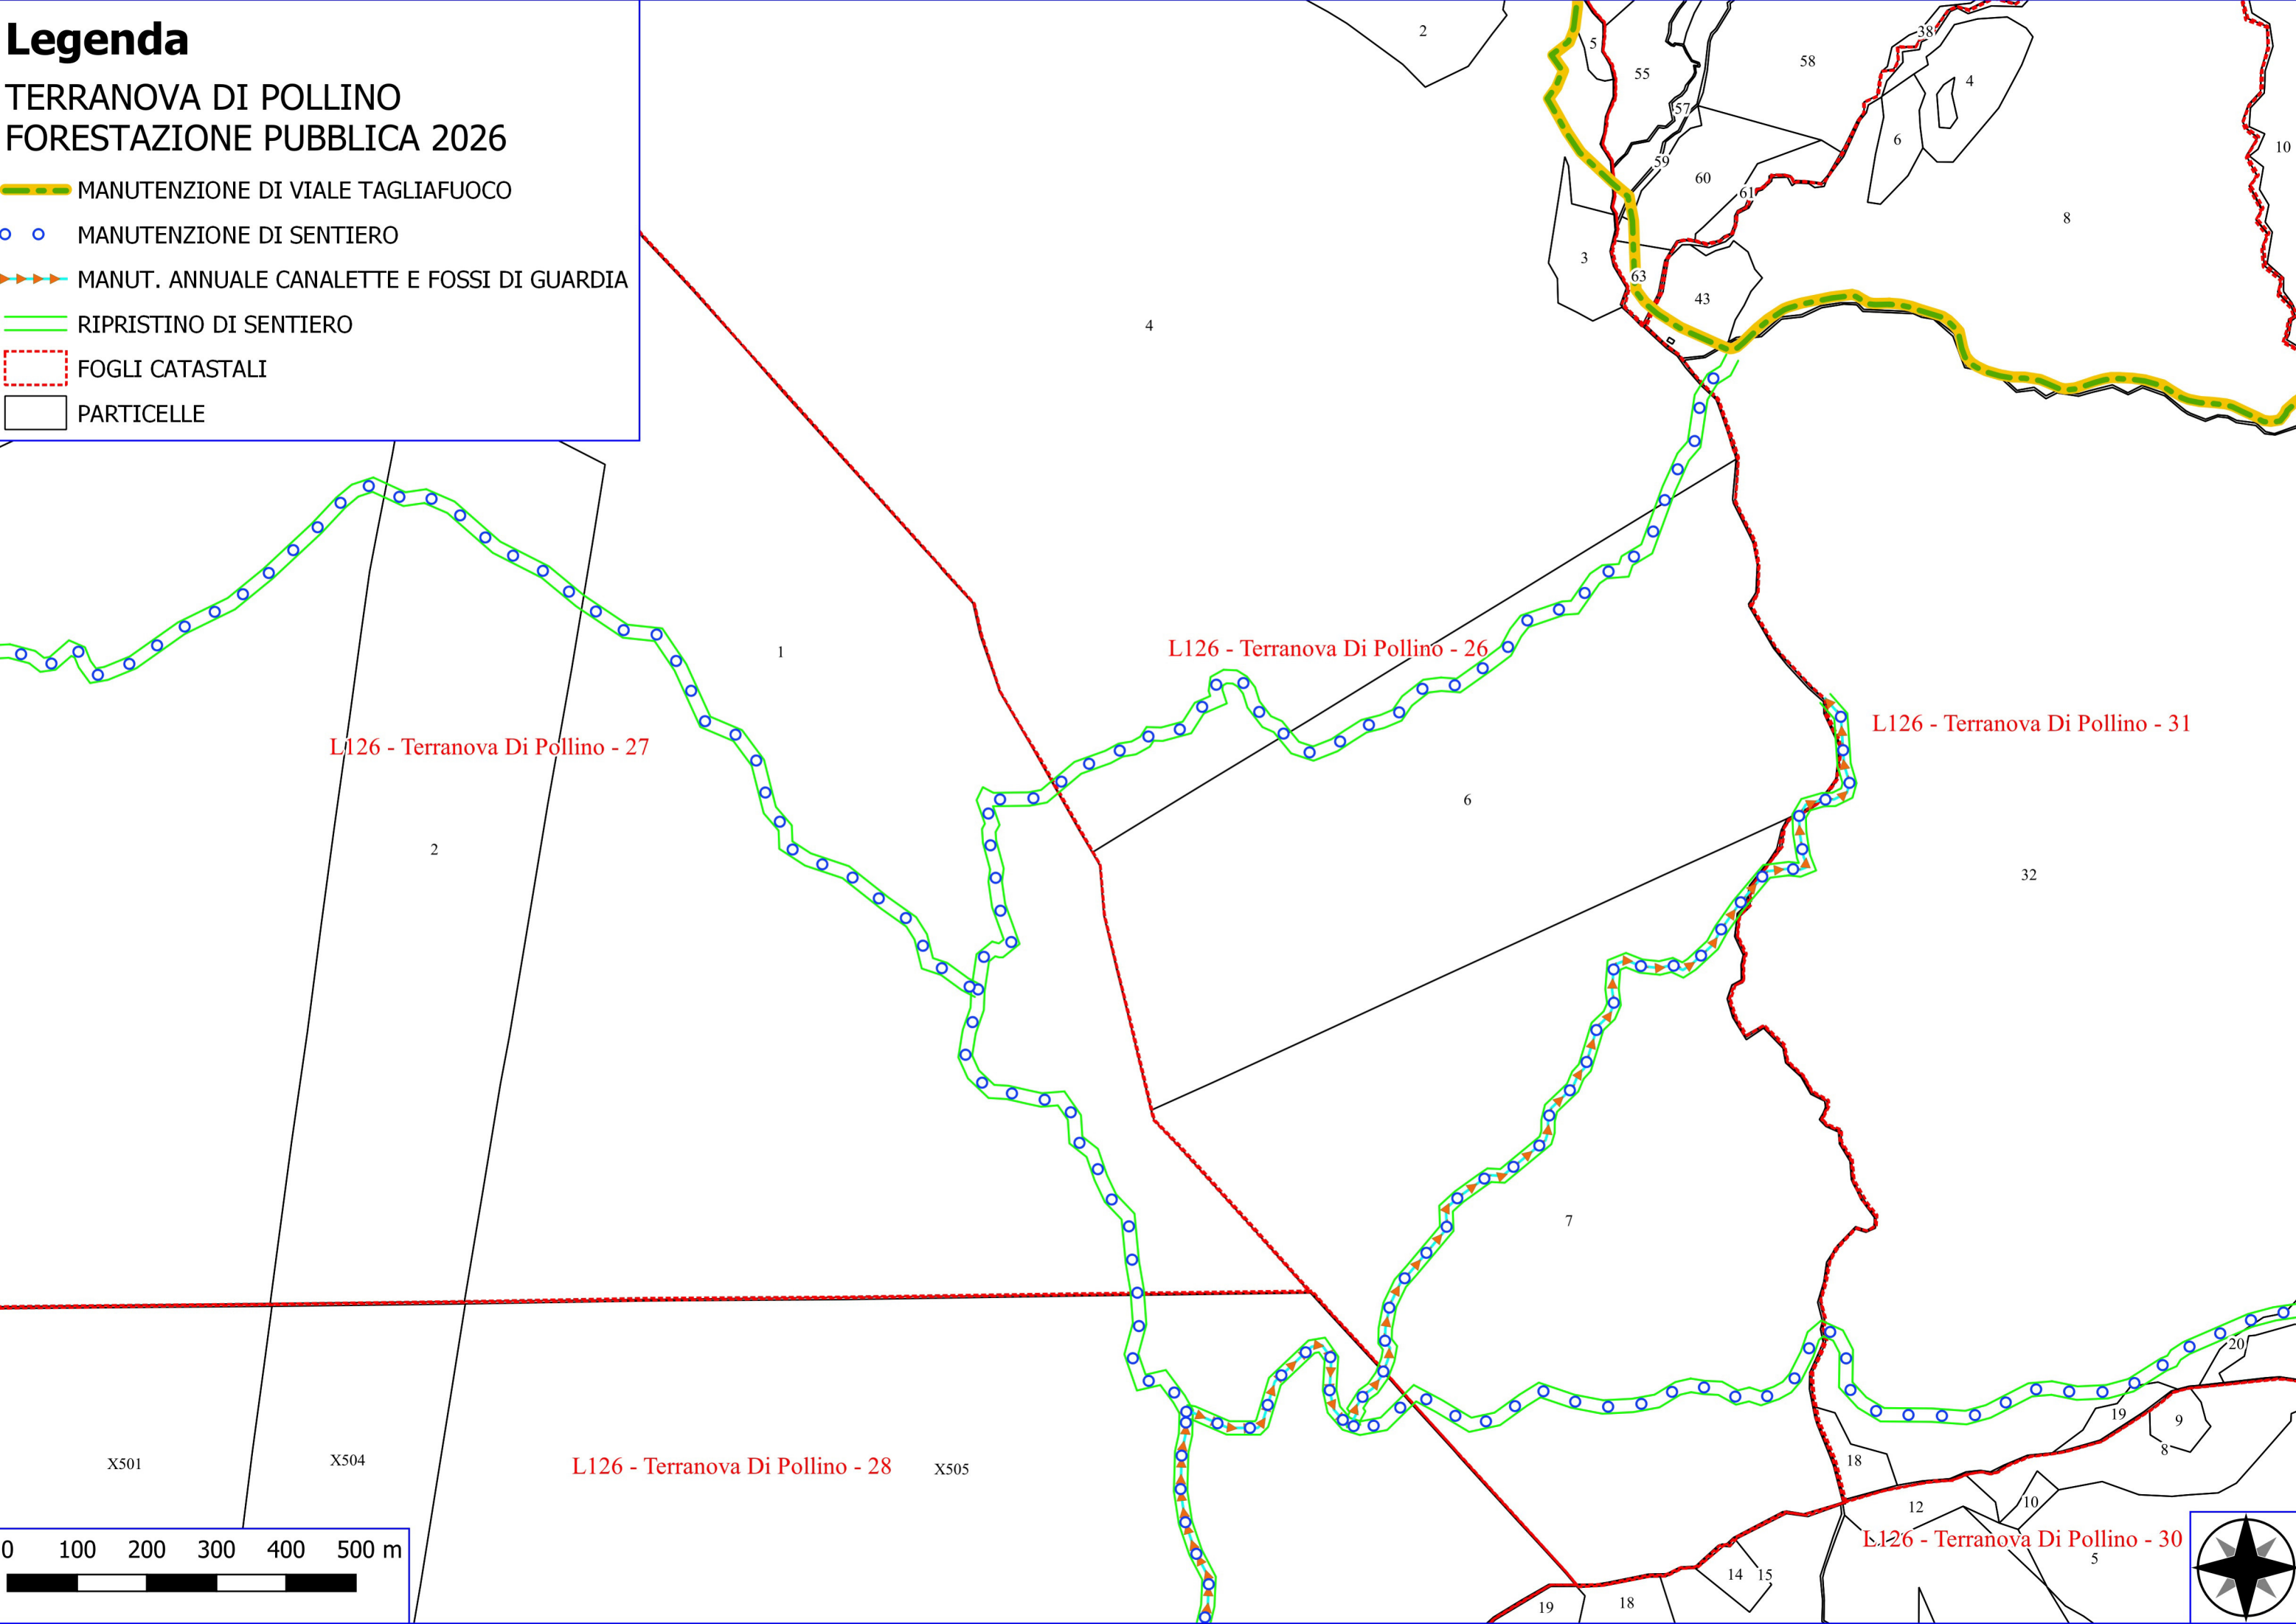 Legenda
TERRANOVA DI POLLINO
FORESTAZIONE PUBBLICA 2026
MANUTENZIONE DI VIALE TAGLIAFUOCO
MANUTENZIONE DI SENTIERO
MANUT. ANNUALE CANALETTE E FOSSI DI GUARDIA
RIPRISTINO DI SENTIERO
FOGLI CATASTALI
PARTICELLE
2
5
55
58
38
4
57
6
10
59
60
61
8
3
63
43
4
L126 - Terranova Di Pollino - 26
1
L126 - Terranova Di Pollino - 27
L126 - Terranova Di Pollino - 31
6
2
32
7
20
19
9
8
18
X501
X504
L126 - Terranova Di Pollino - 28
X505
10
12
L126 - Terranova Di Pollino - 30
5
14
15
19
18
0 100 200 300 400 500 m